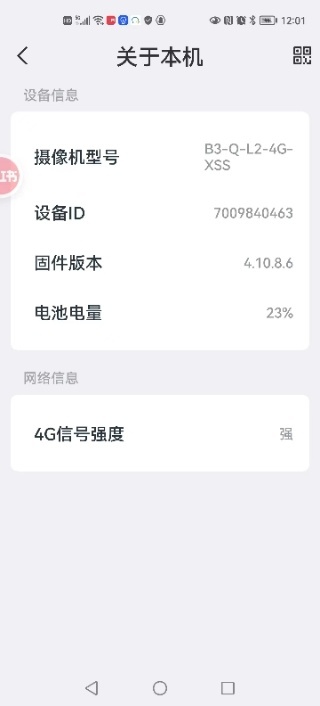 12:01
关于本机
设备信息
摄像机型号
B3-Q-L2-4G-
XSS
书
设备ID
7009840463
固件版本
4.10.8.6
电池电量
23%
网络信息
4G信号强度
强